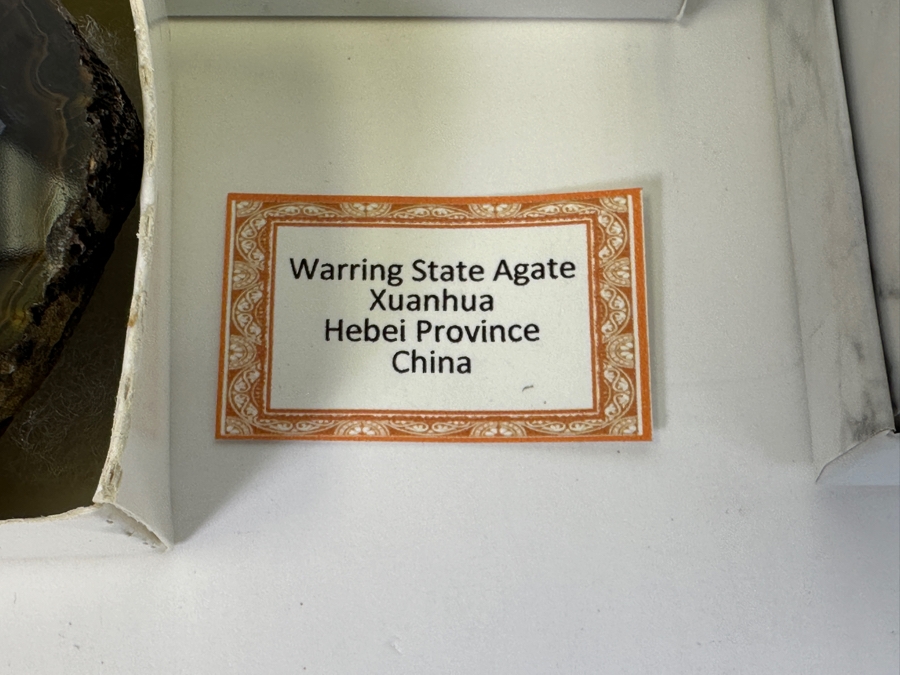 Warring State Agate
Xuanhua
Hebei Province
China